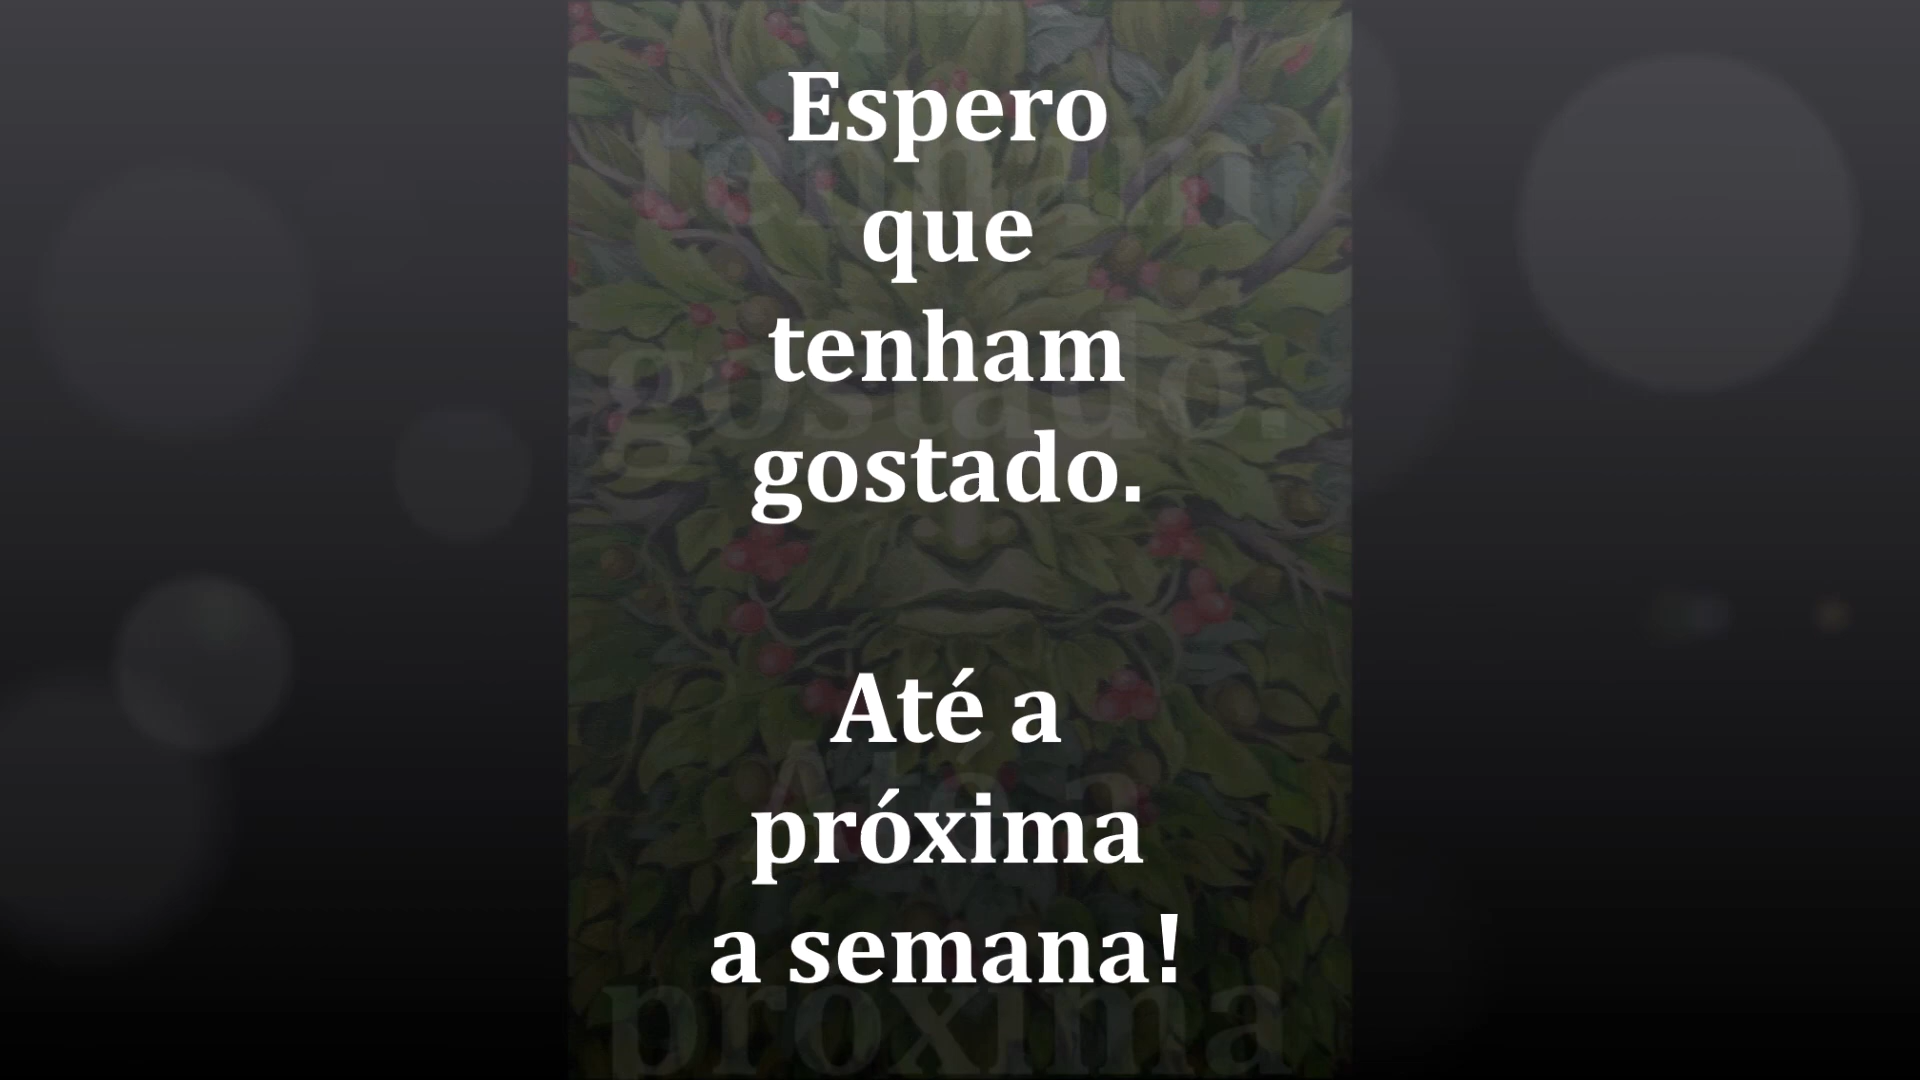 Espero
que
tenham
gostado.
Até a
próxima
a semana!